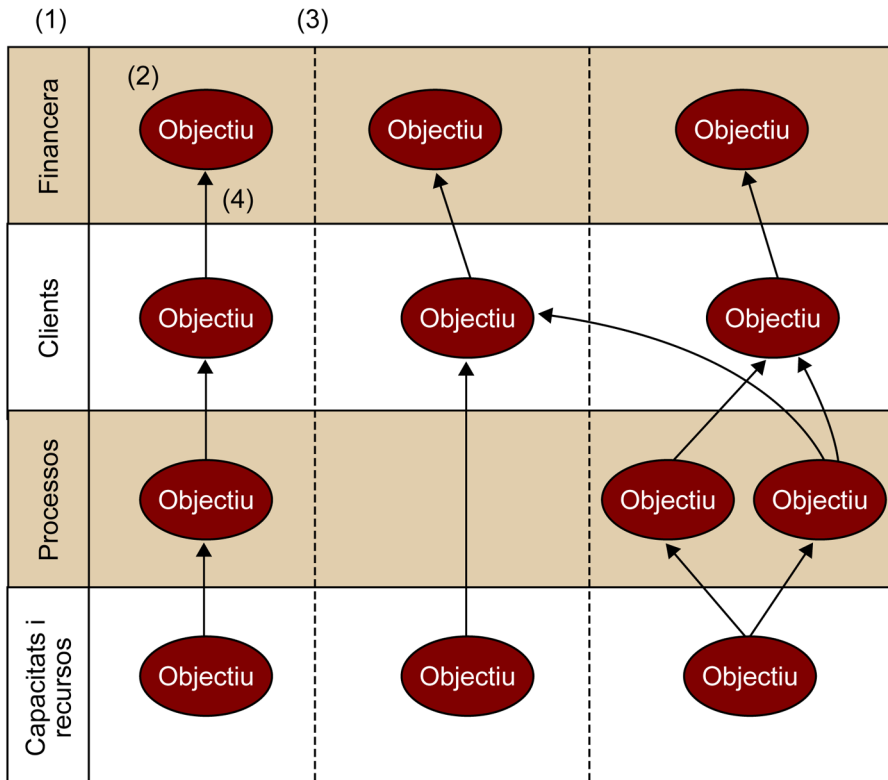 (1)
(3)
Financera
(2)
Objectiu
Objectiu
Objectiu
(4)
Clients
Objectiu
Objectiu
Objectiu
Processos
Objectiu
Objectiu
Objectiu
Capacitats i
recursos
Objectiu
Objectiu
Objectiu